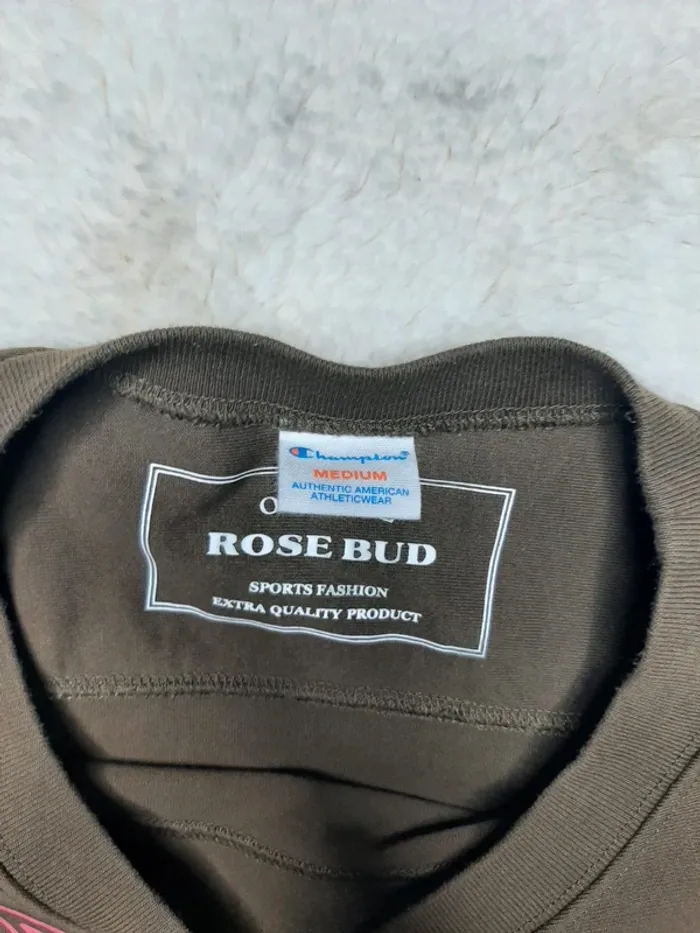 Champion
MEDIUM
AUTHENTIC AMERICAN
ATHLETICWEAR
ROSE BUD
SPORTS FASHION
EXTRA QUALITY PRODUCT